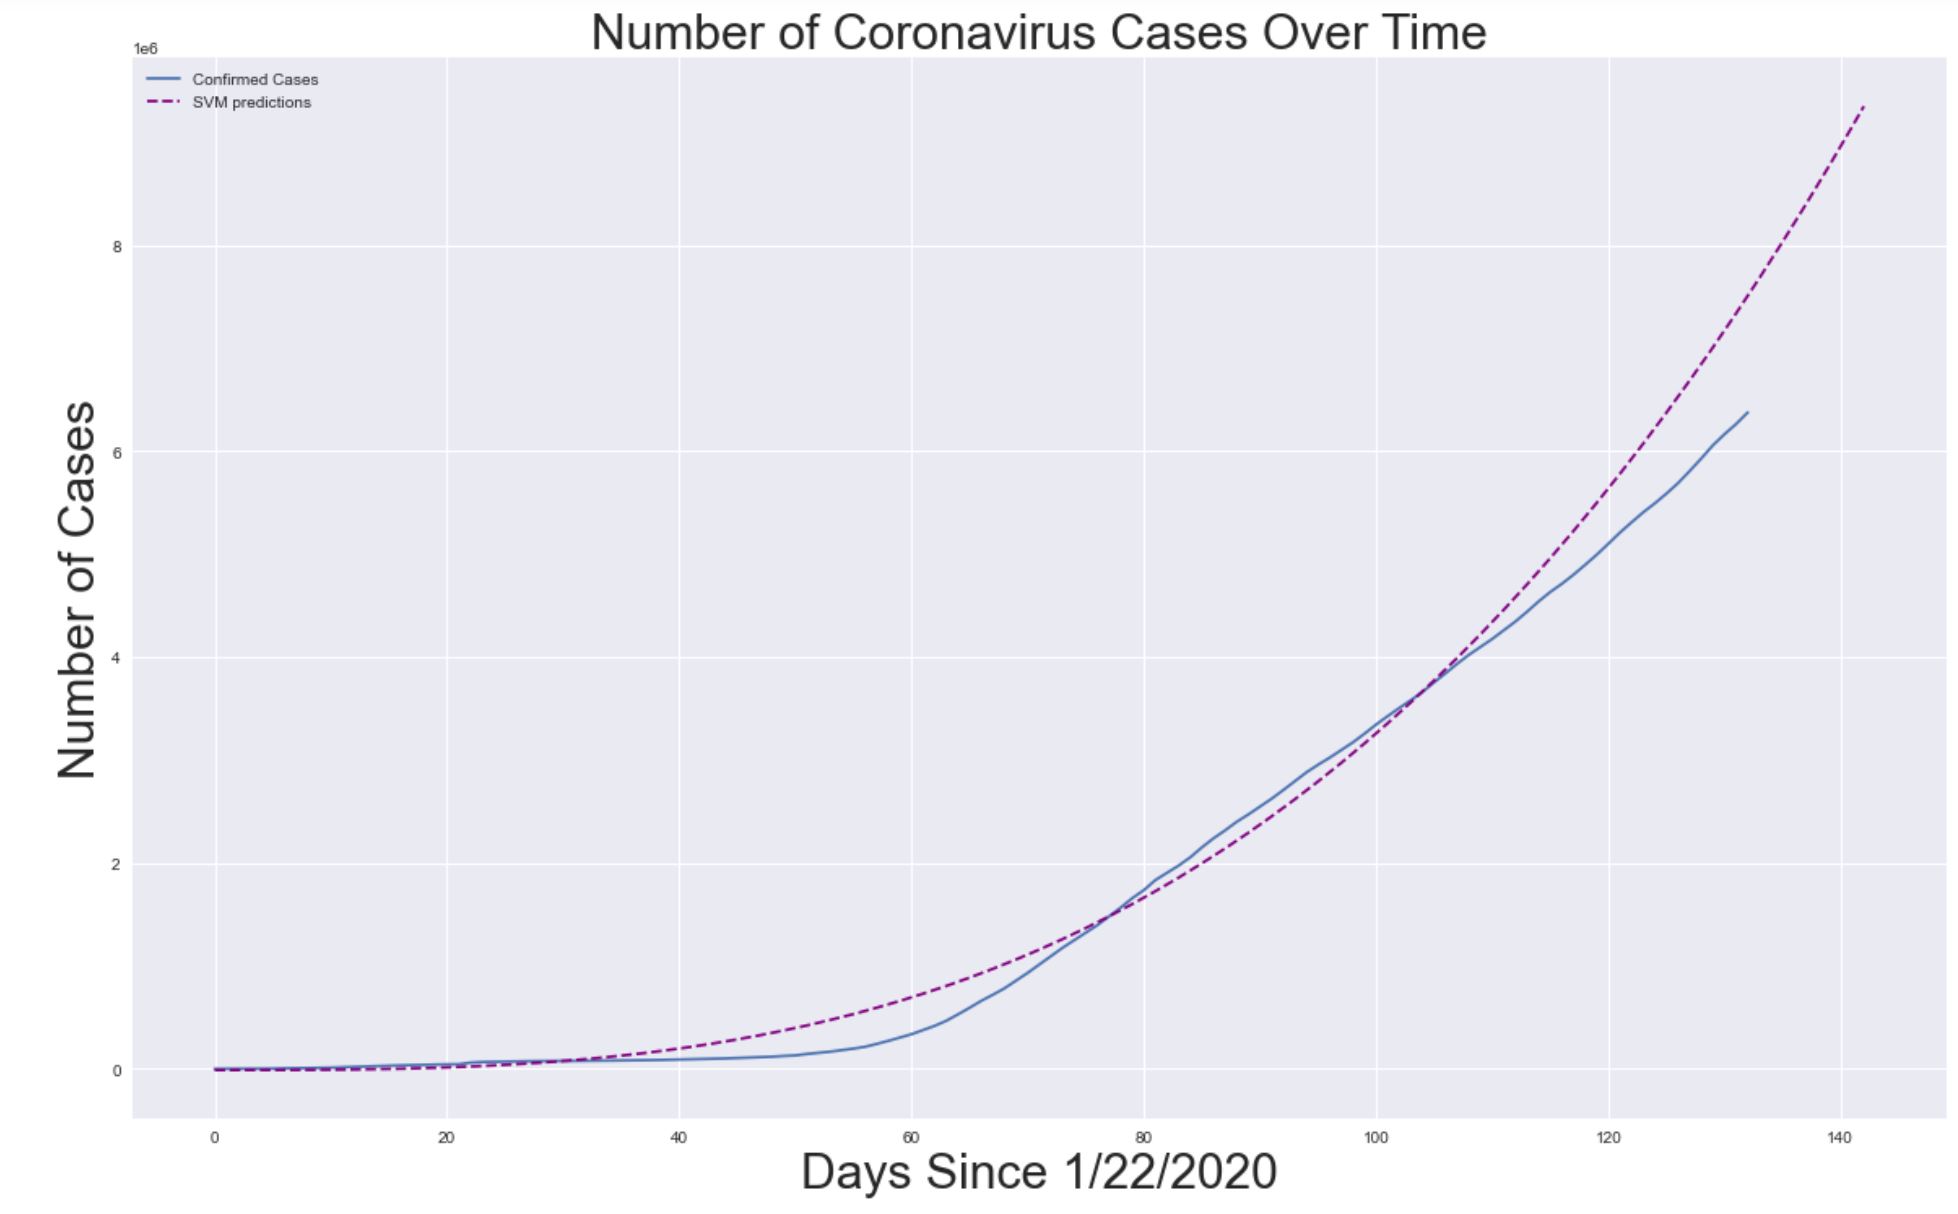 Number of Coronavirus Cases Over Time
1e6
Confirmed Cases
SVM predictions
8
6
4
2
0
Number of Cases
0 20 40 60 80 100 120 140
Days Since 1/22/2020